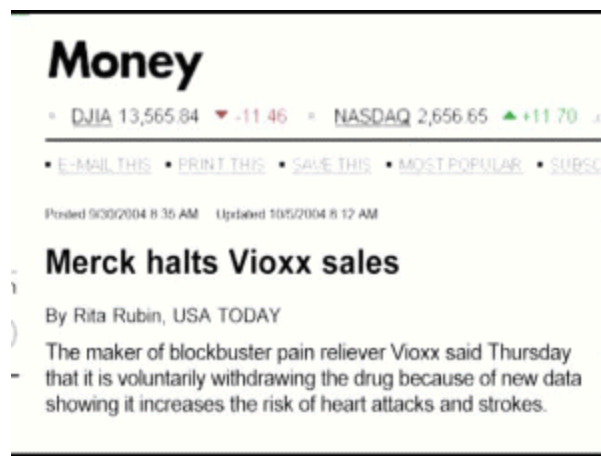 Money
DJIA 13,565.84 ▼ -11.46 NASDAQ 2,656.65 ▲ +11.70
▪ E-MAIL THIS ▪ PRINT THIS ▪ SAVE THIS ▪ MOST POPULAR ▪ SUBSC
Posted 9/30/2004 8:35 AM Updated 10/5/2004 8:12 AM
Merck halts Vioxx sales
By Rita Rubin, USA TODAY
The maker of blockbuster pain reliever Vioxx said Thursday
that it is voluntarily withdrawing the drug because of new data
showing it increases the risk of heart attacks and strokes.